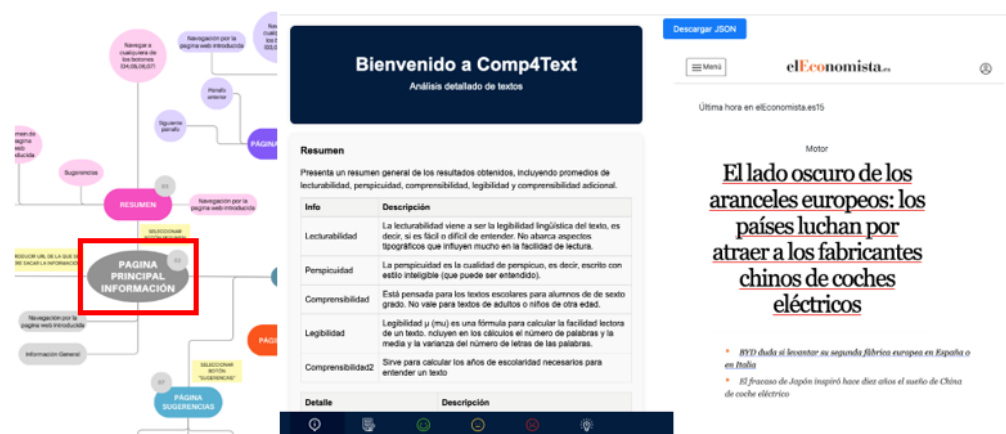 Navegar a
cualquiera de
los botones
(04,05,06,07)
Navegación por la
pagina web introducida
Párrafo
anterior
Siguiente
párrafo
Sugerencias
RESUMEN
Navegación por la
pagina web introducida
SELECCIONAR
PAGINA
PRINCIPAL
INFORMACIÓN
Navegación por la
pagina web introducida
Información General
SELECCIONAR
BOTÓN
"SUGERENCIAS"
07
PÁGINA
SUGERENCIAS
Bienvenido a Comp4Text
Análisis detallado de textos
Resumen
Presenta un resumen general de los resultados obtenidos, incluyendo promedios de
lecturabilidad, perspicuidad, comprensibilidad, legibilidad y comprensibilidad adicional.
Info Descripción
Lecturabilidad La lecturabilidad viene a ser la legibilidad lingüística del texto, es
decir, si es fácil o difícil de entender. No abarca aspectos
tipográficos que influyen mucho en la facilidad de lectura.
Perspicuidad La perspicuidad es la cualidad de perspicuo, es decir, escrito con
estilo inteligible (que puede ser entendido).
Comprensibilidad Está pensada para los textos escolares para alumnos de de sexto
grado. No vale para textos de adultos o niños de otra edad.
Legibilidad Legibilidad μ (mu) es una fórmula para calcular la facilidad lectora
de un texto. ncluyen en los cálculos el número de palabras y la
media y la varianza del número de letras de las palabras.
Comprensibilidad2 Sirve para calcular los años de escolaridad necesarios para
entender un texto
Detalle Descripción
Descargar JSON
Menú
elEconomista.es
Última hora en elEconomista.es15
Motor
El lado oscuro de los
aranceles europeos: los
países luchan por
atraer a los fabricantes
chinos de coches
eléctricos
BYD duda si levantar su segunda fábrica europea en España o
en Italia
El fracaso de Japón inspiró hace diez años el sueño de China
de coche eléctrico